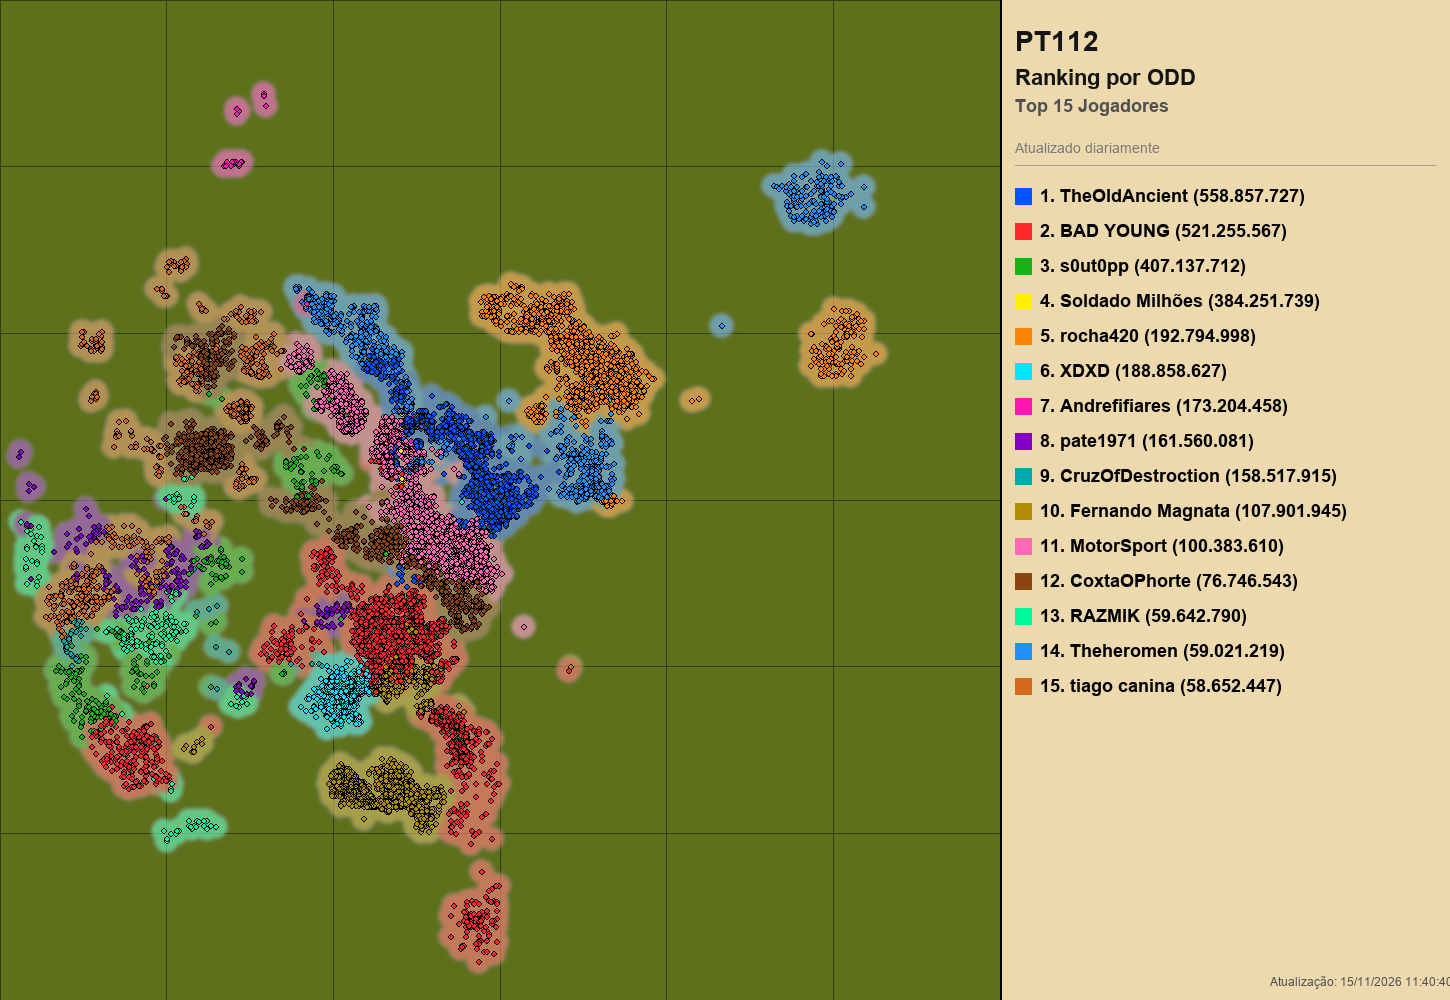 PT112
Ranking por ODD
Top 15 Jogadores
Atualizado diariamente
1. TheOldAncient (558.857.727)
2. BAD YOUNG (521.255.567)
3. s0ut0pp (407.137.712)
4. Soldado Milhões (384.251.739)
5. rocha420 (192.794.998)
6. XDXD (188.858.627)
7. Andrefifiares (173.204.458)
8. pate1971 (161.560.081)
9. CruzOfDestroction (158.517.915)
10. Fernando Magnata (107.901.945)
11. MotorSport (100.383.610)
12. CoxtaOPhorte (76.746.543)
13. RAZMIK (59.642.790)
14. Theheromen (59.021.219)
15. tiago canina (58.652.447)
Atualização: 15/11/2026 11:40:40